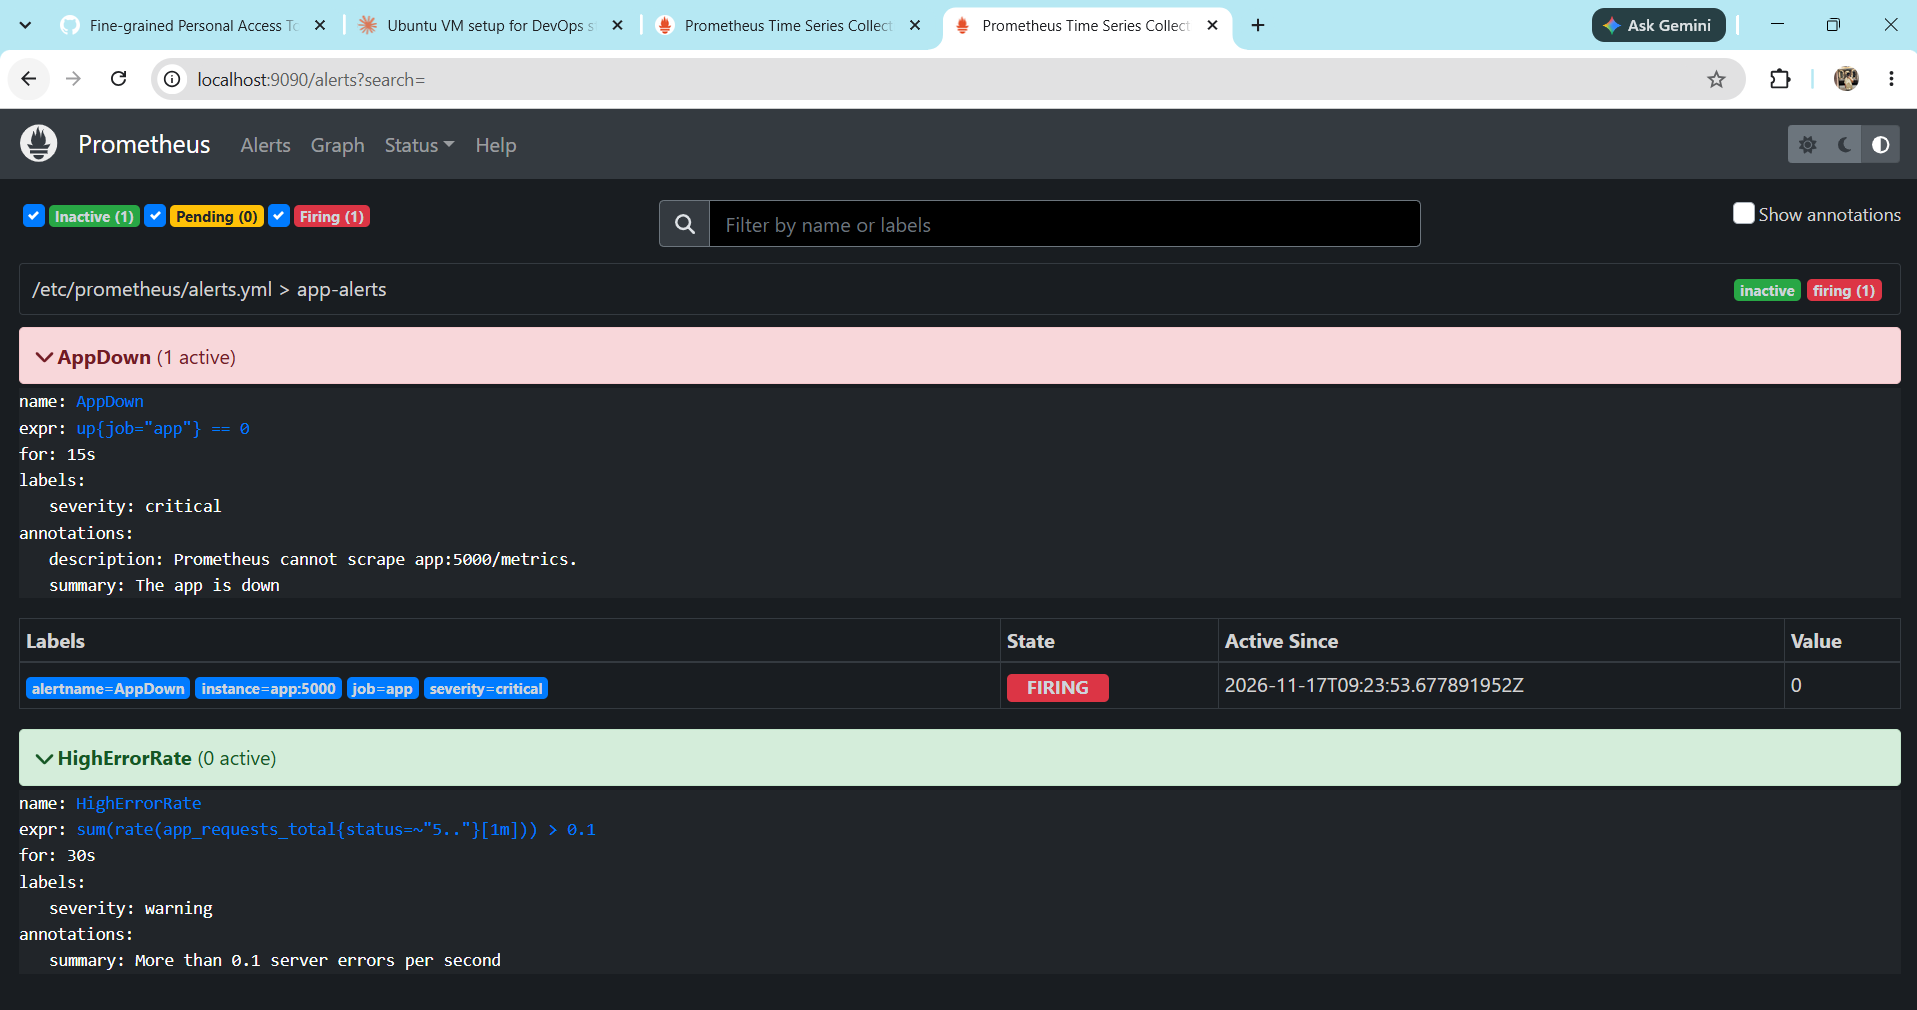 Fine-grained Personal Access To
Ubuntu VM setup for DevOps s
Prometheus Time Series Collect
Prometheus Time Series Collect
Ask Gemini
localhost:9090/alerts?search=
Prometheus Alerts Graph Status Help
Inactive (1) Pending (0) Firing (1)
Filter by name or labels
Show annotations
/etc/prometheus/alerts.yml > app-alerts
inactive firing (1)
AppDown (1 active)
name: AppDown
expr: up{job="app"} == 0
for: 15s
labels:
severity: critical
annotations:
description: Prometheus cannot scrape app:5000/metrics.
summary: The app is down
Labels State Active Since Value
alertname=AppDown instance=app:5000 job=app severity=critical FIRING 2026-11-17T09:23:53.677891952Z 0
HighErrorRate (0 active)
name: HighErrorRate
expr: sum(rate(app_requests_total{status=~"5.."}[1m])) > 0.1
for: 30s
labels:
severity: warning
annotations:
summary: More than 0.1 server errors per second